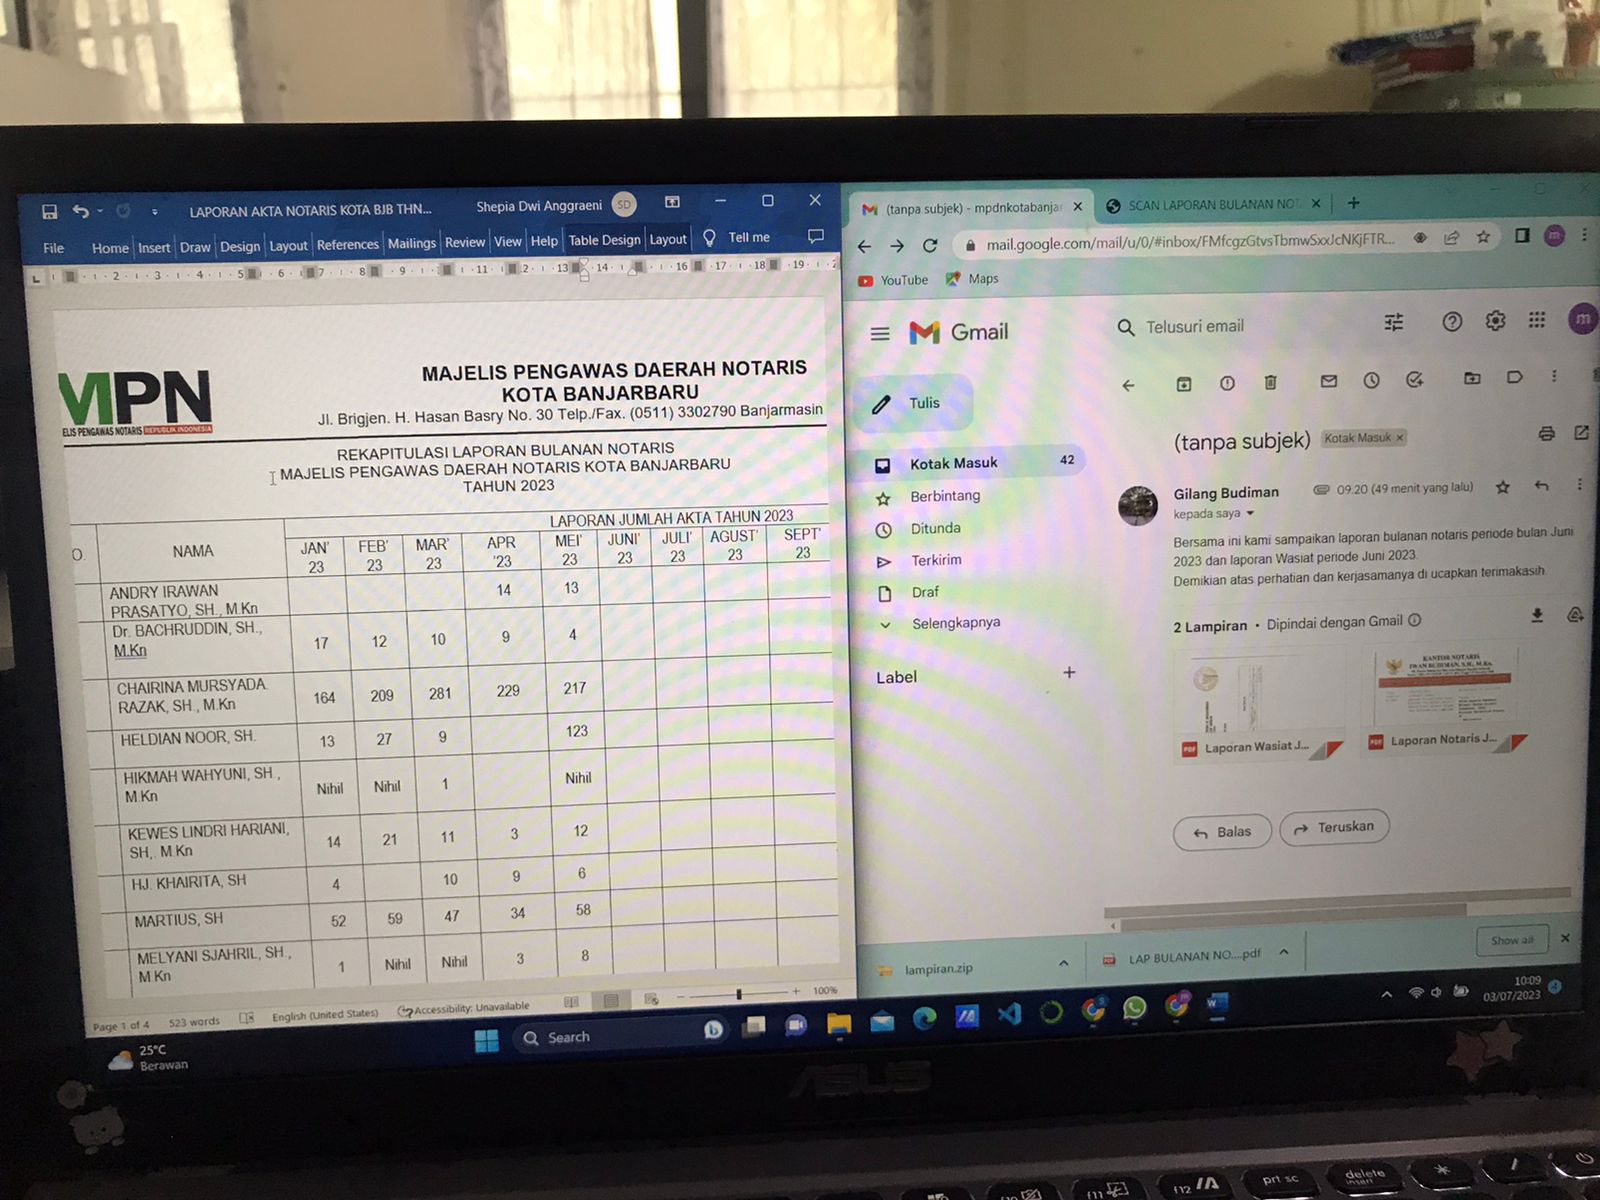 LAPORAN AKTA NOTARIS KOTA BJB THN...
Shepia Dwi Anggraeni SD
File Home Insert Draw Design Layout References Mailings Review View Help Table Design Layout Tell me
MPN
ELIS PENGAWAS NOTARIS REPUBLIK INDONESIA
MAJELIS PENGAWAS DAERAH NOTARIS
KOTA BANJARBARU
Jl. Brigjen. H. Hasan Basry No. 30 Telp./Fax. (0511) 3302790 Banjarmasin
REKAPITULASI LAPORAN BULANAN NOTARIS
MAJELIS PENGAWAS DAERAH NOTARIS KOTA BANJARBARU
TAHUN 2023
O. NAMA LAPORAN JUMLAH AKTA TAHUN 2023
JAN' 23 FEB' 23 MAR' 23 APR '23 MEI' 23 JUNI' 23 JULI' 23 AGUST' 23 SEPT' 23
ANDRY IRAWAN
PRASATYO, SH., M.Kn 14 13
Dr. BACHRUDDIN, SH.,
M.Kn 17 12 10 9 4
CHAIRINA MURSYADA
RAZAK, SH., M.Kn 164 209 281 229 217
HELDIAN NOOR, SH. 13 27 9 123
HIKMAH WAHYUNI, SH.,
M.Kn Nihil Nihil 1 Nihil
KEWES LINDRI HARIANI,
SH,. M.Kn 14 21 11 3 12
HJ. KHAIRITA, SH 4 10 9 6
MARTIUS, SH 52 59 47 34 58
MELYANI SJAHRIL, SH.,
M.Kn 1 Nihil Nihil 3 8
Page 1 of 4 523 words English (United States) Accessibility: Unavailable 100%
(tanpa subjek) - mpdnkotabanjar
SCAN LAPORAN BULANAN NOT
mail.google.com/mail/u/0/#inbox/FMfcgzGtvsTbmwSxxJcNKjFTR...
YouTube Maps
Gmail
Telusuri email
m
Tulis
Kotak Masuk 42
Berbintang
Ditunda
Terkirim
Draf
Selengkapnya
Label
(tanpa subjek) Kotak Masuk ×
Gilang Budiman 09.20 (49 menit yang lalu)
kepada saya
Bersama ini kami sampaikan laporan bulanan notaris periode bulan Juni
2023 dan laporan Wasiat periode Juni 2023.
Demikian atas perhatian dan kerjasamanya di ucapkan terimakasih.
2 Lampiran • Dipindai dengan Gmail
KANTOR NOTARIS
IWAN BUDIMAN, S.H., M.Kn.
PDF Laporan Wasiat J...
PDF Laporan Notaris J...
Balas
Teruskan
lampiran.zip
LAP BULANAN NO....pdf
Show all
25°C
Berawan
Search
10:09
03/07/2023
ASUS
f11
f12
prt sc
delete
insert